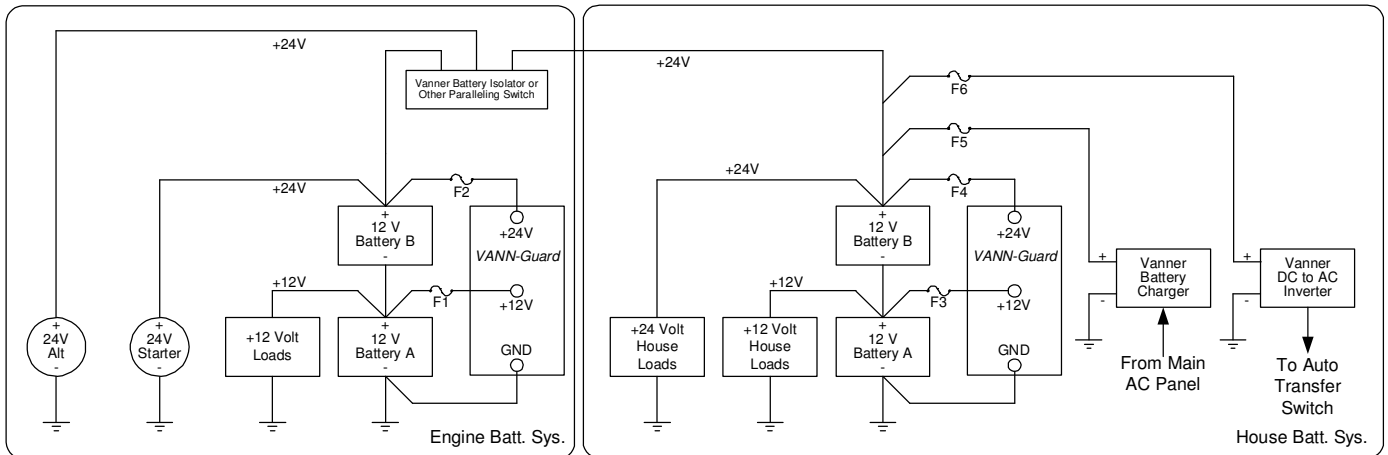 +24V
Vanner Battery Isolator or
Other Paralleling Switch
+24V
F6
F5
+24V
F2
+
12 V
Battery B
-
+24V
VANN-Guard
+12V
F1
+12V
+
24V
Alt
-
+
24V
Starter
-
+12 Volt
Loads
+
12 V
Battery A
-
GND
Engine Batt. Sys.
+24V
F4
+
12 V
Battery B
-
+24V
VANN-Guard
+12V
F3
+12V
+24 Volt
House
Loads
+12 Volt
House
Loads
+
12 V
Battery A
-
GND
+
-
Vanner
Battery
Charger
From Main
AC Panel
+
-
Vanner
DC to AC
Inverter
To Auto
Transfer
Switch
House Batt. Sys.